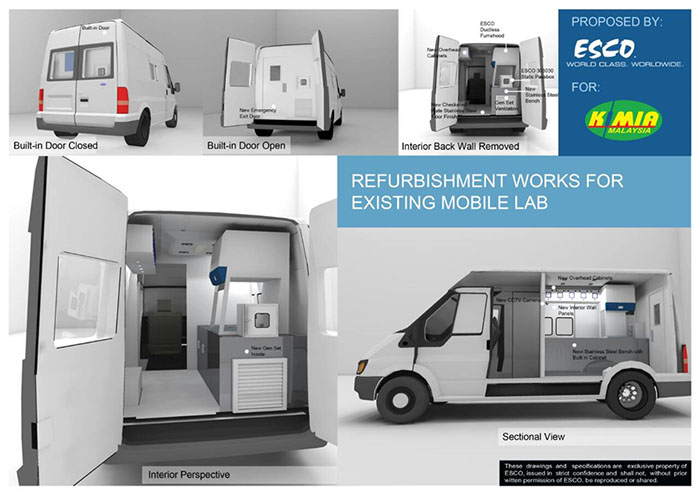 Built-in Door
Built-in Door Closed
New Emergency
Exit Door
Built-in Door Open
ESCO
Ductless
Fumehood
New Overhead
Cabinets
Static Passbox
New
Stainless Steel
Bench
Gen Set
Ventilation
Interior Back Wall Removed
PROPOSED BY:
ESCO.
WORLD CLASS. WORLDWIDE.
FOR:
KIMIA
MALAYSIA
REFURBISHMENT WORKS FOR
EXISTING MOBILE LAB
New Gen Set
Inside
Interior Perspective
New Overhead Cabinets
New CCTV Camera
New Interior Wall
Panels
New Stainless Steel Bench with
Built in Cabinet
Sectional View
These drawings and specifications are exclusive property of
ESCO, issued in strict confidence and shall not, without prior
written permission of ESCO, be reproduced or shared.